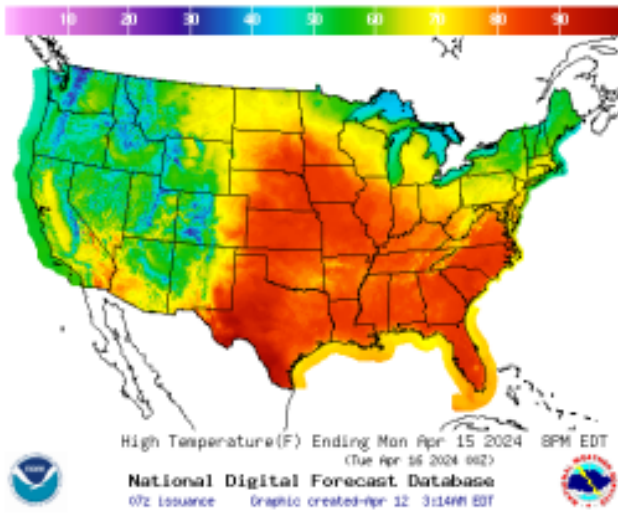 10 20 30 40 50 60 70 80 90
High Temperature(F) Ending Mon Apr 15 2024 8PM EDT
(Tue Apr 16 2024 00Z)
National Digital Forecast Database
07z issuance Graphic created-Apr 12 3:14AM EDT